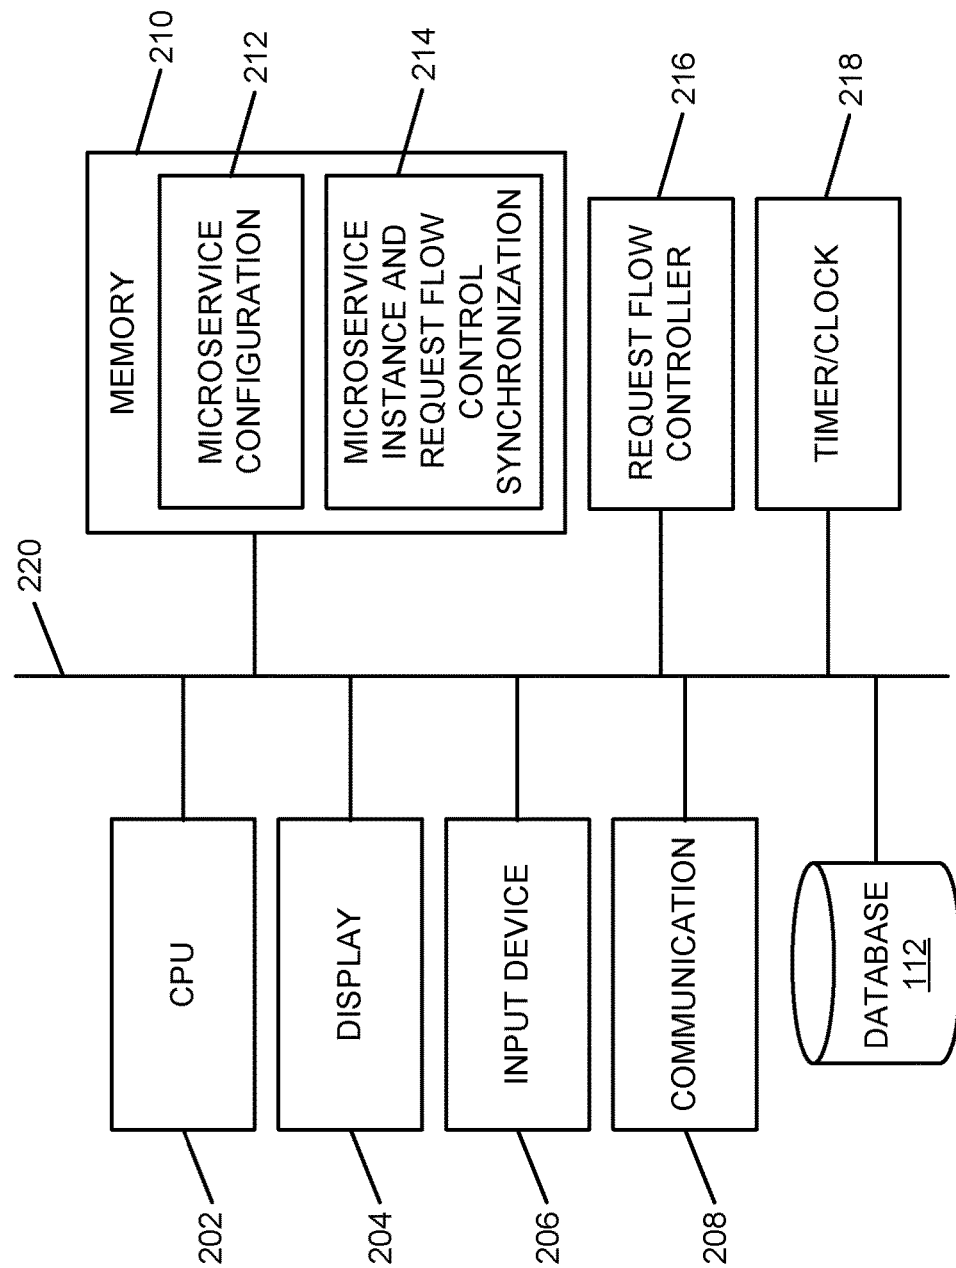 202
CPU
204
DISPLAY
206
INPUT DEVICE
208
COMMUNICATION
DATABASE
112
220
MEMORY
210
MICROSERVICE
CONFIGURATION
212
MICROSERVICE
INSTANCE AND
REQUEST FLOW
CONTROL
SYNCHRONIZATION
214
REQUEST FLOW
CONTROLLER
216
TIMER/CLOCK
218